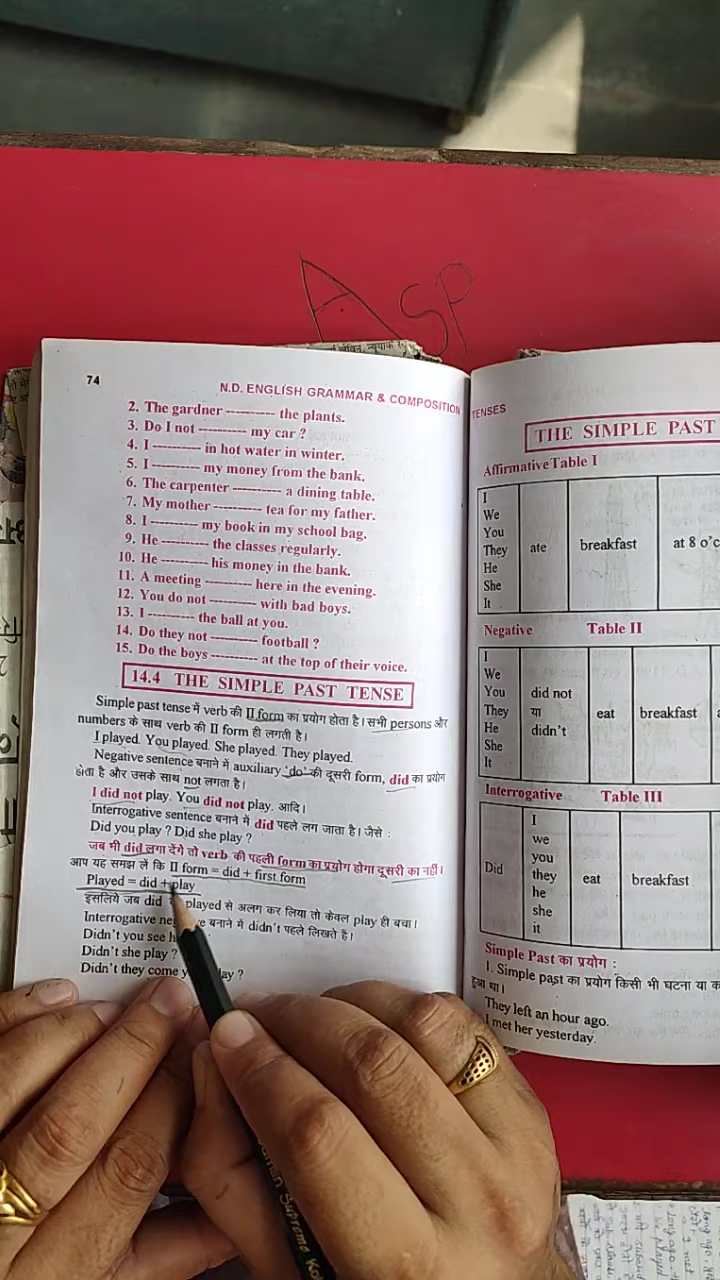 ASP
74
N.D. ENGLISH GRAMMAR & COMPOSITION
2. The gardner ---------- the plants.
3. Do I not ---------- my car ?
4. I ---------- in hot water in winter.
5. I ---------- my money from the bank.
6. The carpenter ---------- a dining table.
7. My mother ---------- tea for my father.
8. I ---------- my book in my school bag.
9. He ---------- the classes regularly.
10. He ---------- his money in the bank.
11. A meeting ---------- here in the evening.
12. You do not ---------- with bad boys.
13. I ---------- the ball at you.
14. Do they not ---------- football ?
15. Do the boys ---------- at the top of their voice.
14.4 THE SIMPLE PAST TENSE
Simple past tense में verb की II form का प्रयोग होता है। सभी persons और
numbers के साथ verb की II form ही लगती है।
I played. You played. She played. They played.
Negative sentence बनाने में auxiliary 'do' की दूसरी form, did का प्रयोग
होता है और उसके साथ not लगता है।
I did not play. You did not play. आदि।
Interrogative sentence बनाने में did पहले लग जाता है। जैसे :
Did you play ? Did she play ?
जब भी did लगा देंगे तो verb की पहली form का प्रयोग होगा दूसरी का नहीं।
आप यह समझ लें कि II form = did + first form
Played = did + play
इसलिये जब did played से अलग कर लिया तो केवल play ही बचा।
Interrogative बनाने में didn't पहले लिखते है।
Didn't you see
Didn't she play ?
Didn't they come ?
TENSES
THE SIMPLE PAST
Affirmative Table I
I
We
You
They ate breakfast at 8
He
She
It
Negative Table II
I
We
You did not
They या eat breakfast
He didn't
She
It
Interrogative Table III
I
we
you
Did they eat breakfast
he
she
it
Simple Past का प्रयोग :
1. Simple past का प्रयोग किसी भी घटना या
हुआ था।
They left an hour ago.
I met her yesterday.